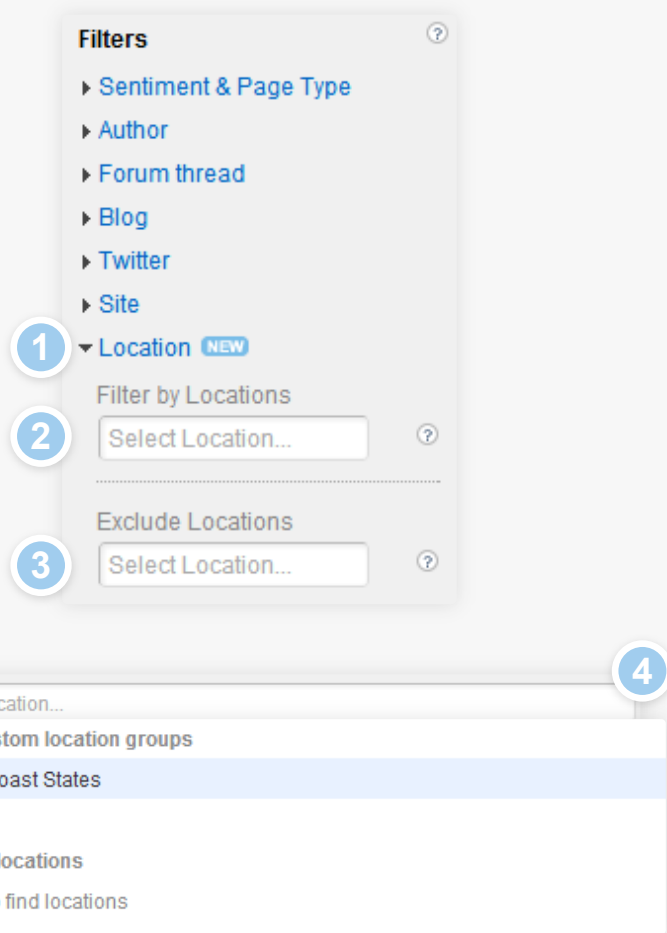 Filters ?
Sentiment & Page Type
Author
Forum thread
Blog
Twitter
Site
1 Location NEW
Filter by Locations
2 Select Location... ?
Exclude Locations
3 Select Location... ?
4
cation...
stom location groups
oast States
locations
find locations